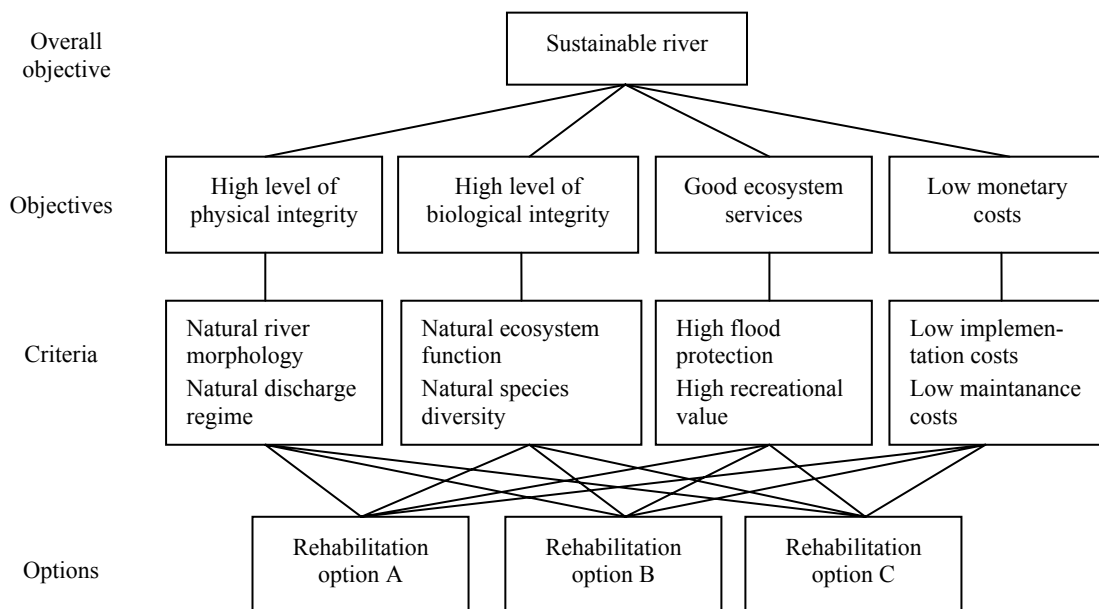 Overall
objective
Sustainable river
Objectives
High level of
physical integrity
High level of
biological integrity
Good ecosystem
services
Low monetary
costs
Criteria
Natural river
morphology
Natural discharge
regime
Natural ecosystem
function
Natural species
diversity
High flood
protection
High recreational
value
Low implemen-
tation costs
Low maintanance
costs
Options
Rehabilitation
option A
Rehabilitation
option B
Rehabilitation
option C